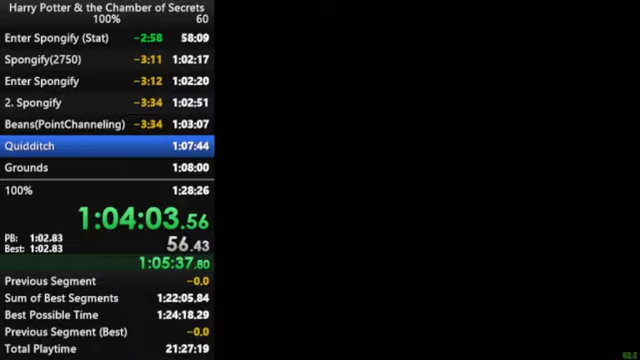 Harry Potter & the Chamber of Secrets
100% 60
Enter Spongify (Stat) −2:58 58:09
Spongify(2750) −3:11 1:02:17
Enter Spongify −3:12 1:02:20
2. Spongify −3:34 1:02:51
Beans(PointChanneling) −3:34 1:03:07
Quidditch 1:07:44
Grounds 1:08:00
100% 1:28:26
1:04:03.56
PB: 1:02.83
Best: 1:02.83
56.43
1:05:37.80
Previous Segment −0.0
Sum of Best Segments 1:22:05.84
Best Possible Time 1:24:18.29
Previous Segment (Best) −0.0
Total Playtime 21:27:19